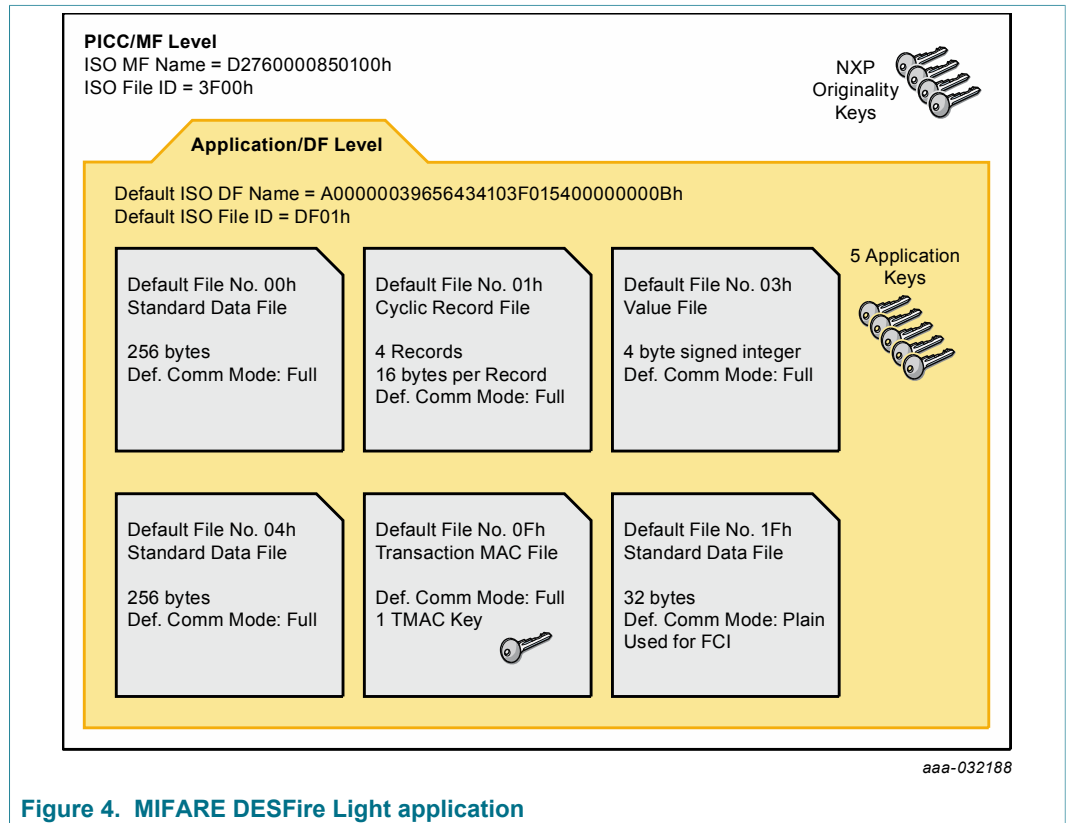 PICC/MF Level
ISO MF Name = D2760000850100h
ISO File ID = 3F00h
NXP
Originality
Keys
Application/DF Level
Default ISO DF Name = A00000039656434103F015400000000Bh
Default ISO File ID = DF01h
5 Application
Keys
Default File No. 00h
Standard Data File
256 bytes
Def. Comm Mode: Full
Default File No. 01h
Cyclic Record File
4 Records
16 bytes per Record
Def. Comm Mode: Full
Default File No. 03h
Value File
4 byte signed integer
Def. Comm Mode: Full
Default File No. 04h
Standard Data File
256 bytes
Def. Comm Mode: Full
Default File No. 0Fh
Transaction MAC File
Def. Comm Mode: Full
1 TMAC Key
Default File No. 1Fh
Standard Data File
32 bytes
Def. Comm Mode: Plain
Used for FCI
aaa-032188
Figure 4. MIFARE DESFire Light application